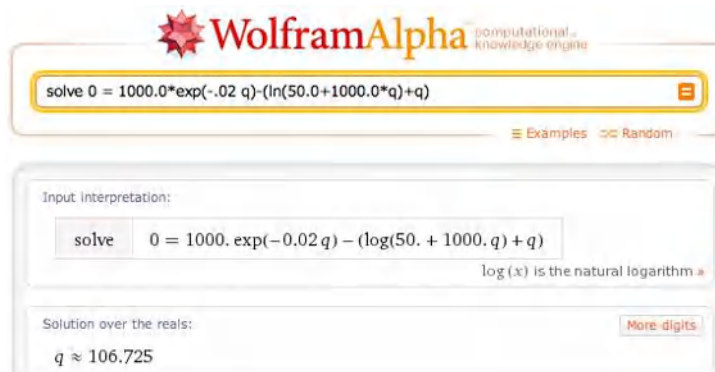 WolframAlpha computational knowledge engine
solve 0 = 1000.0*exp(-.02 q)-(ln(50.0+1000.0*q)+q)
Examples Random
Input interpretation:
solve 0 = 1000. exp(−0.02 q) − (log(50. + 1000. q) + q)
log (x) is the natural logarithm »
Solution over the reals:
More digits
q ≈ 106.725